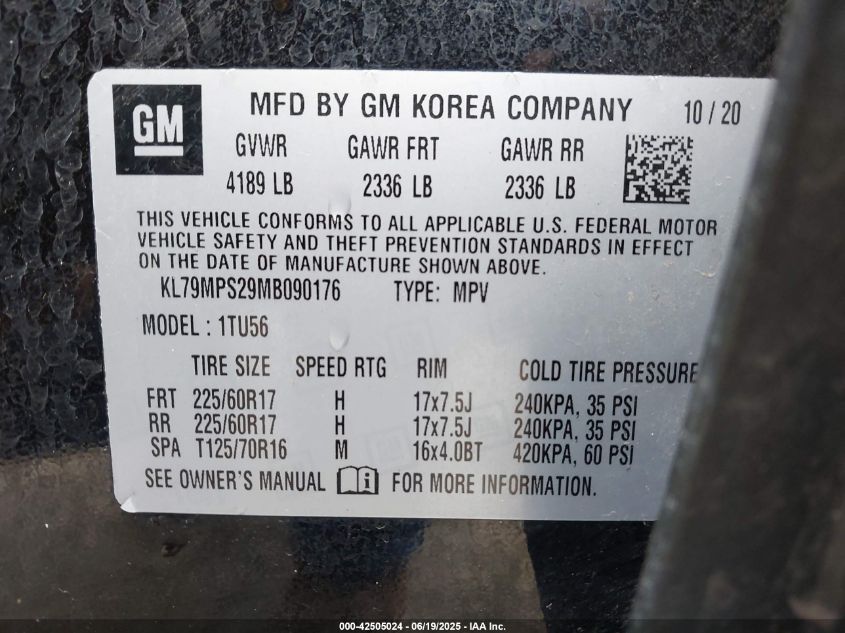 GM
MFD BY GM KOREA COMPANY 10 / 20
GVWR GAWR FRT GAWR RR
4189 LB 2336 LB 2336 LB
THIS VEHICLE CONFORMS TO ALL APPLICABLE U.S. FEDERAL MOTOR
VEHICLE SAFETY AND THEFT PREVENTION STANDARDS IN EFFECT
ON THE DATE OF MANUFACTURE SHOWN ABOVE.
KL79MPS29MB090176 TYPE: MPV
MODEL : 1TU56
TIRE SIZE SPEED RTG RIM COLD TIRE PRESSURE
FRT 225/60R17 H 17x7.5J 240KPA, 35 PSI
RR 225/60R17 H 17x7.5J 240KPA, 35 PSI
SPA T125/70R16 M 16x4.0BT 420KPA, 60 PSI
SEE OWNER'S MANUAL i FOR MORE INFORMATION.
000-42505024 - 06/19/2025 - IAA Inc.